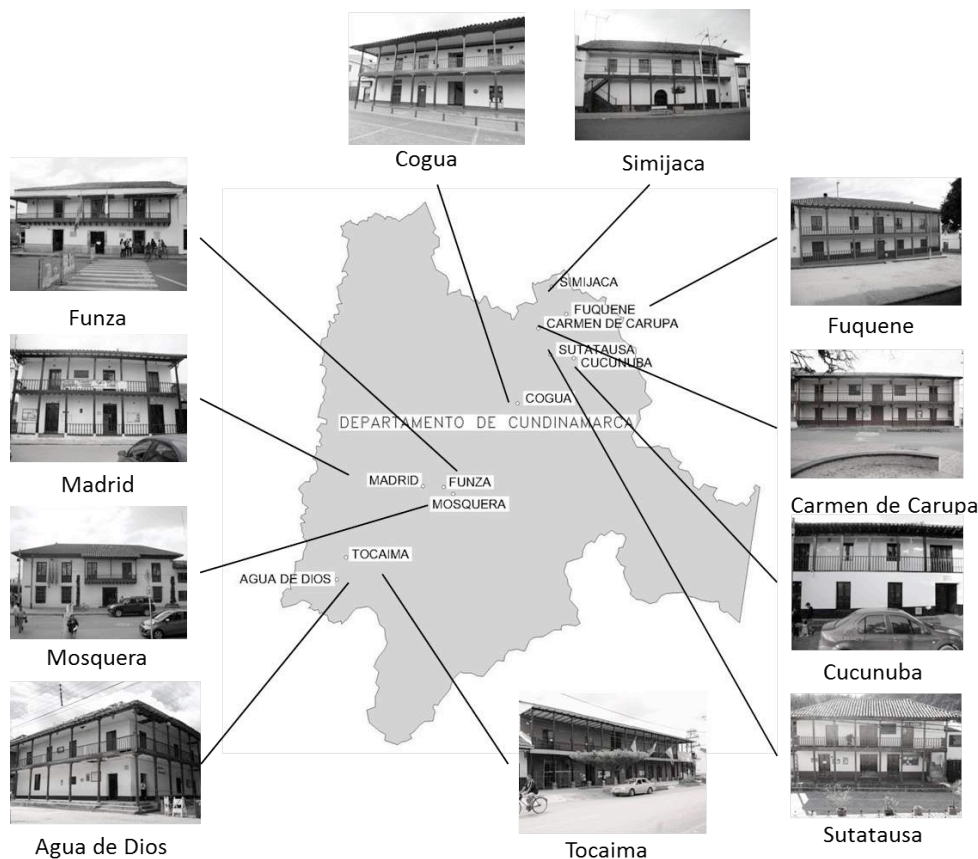 Cogua
Simijaca
Funza
Fuquene
Madrid
Carmen de Carupa
Mosquera
Cucunuba
Agua de Dios
Tocaima
Sutatausa
SIMIJACA
FUQUENE
CARMEN DE CARUPA
SUTATAUSA
CUCUNUBA
COGUA
DEPARTAMENTO DE CUNDINAMARCA
MADRID
FUNZA
MOSQUERA
TOCAIMA
AGUA DE DIOS